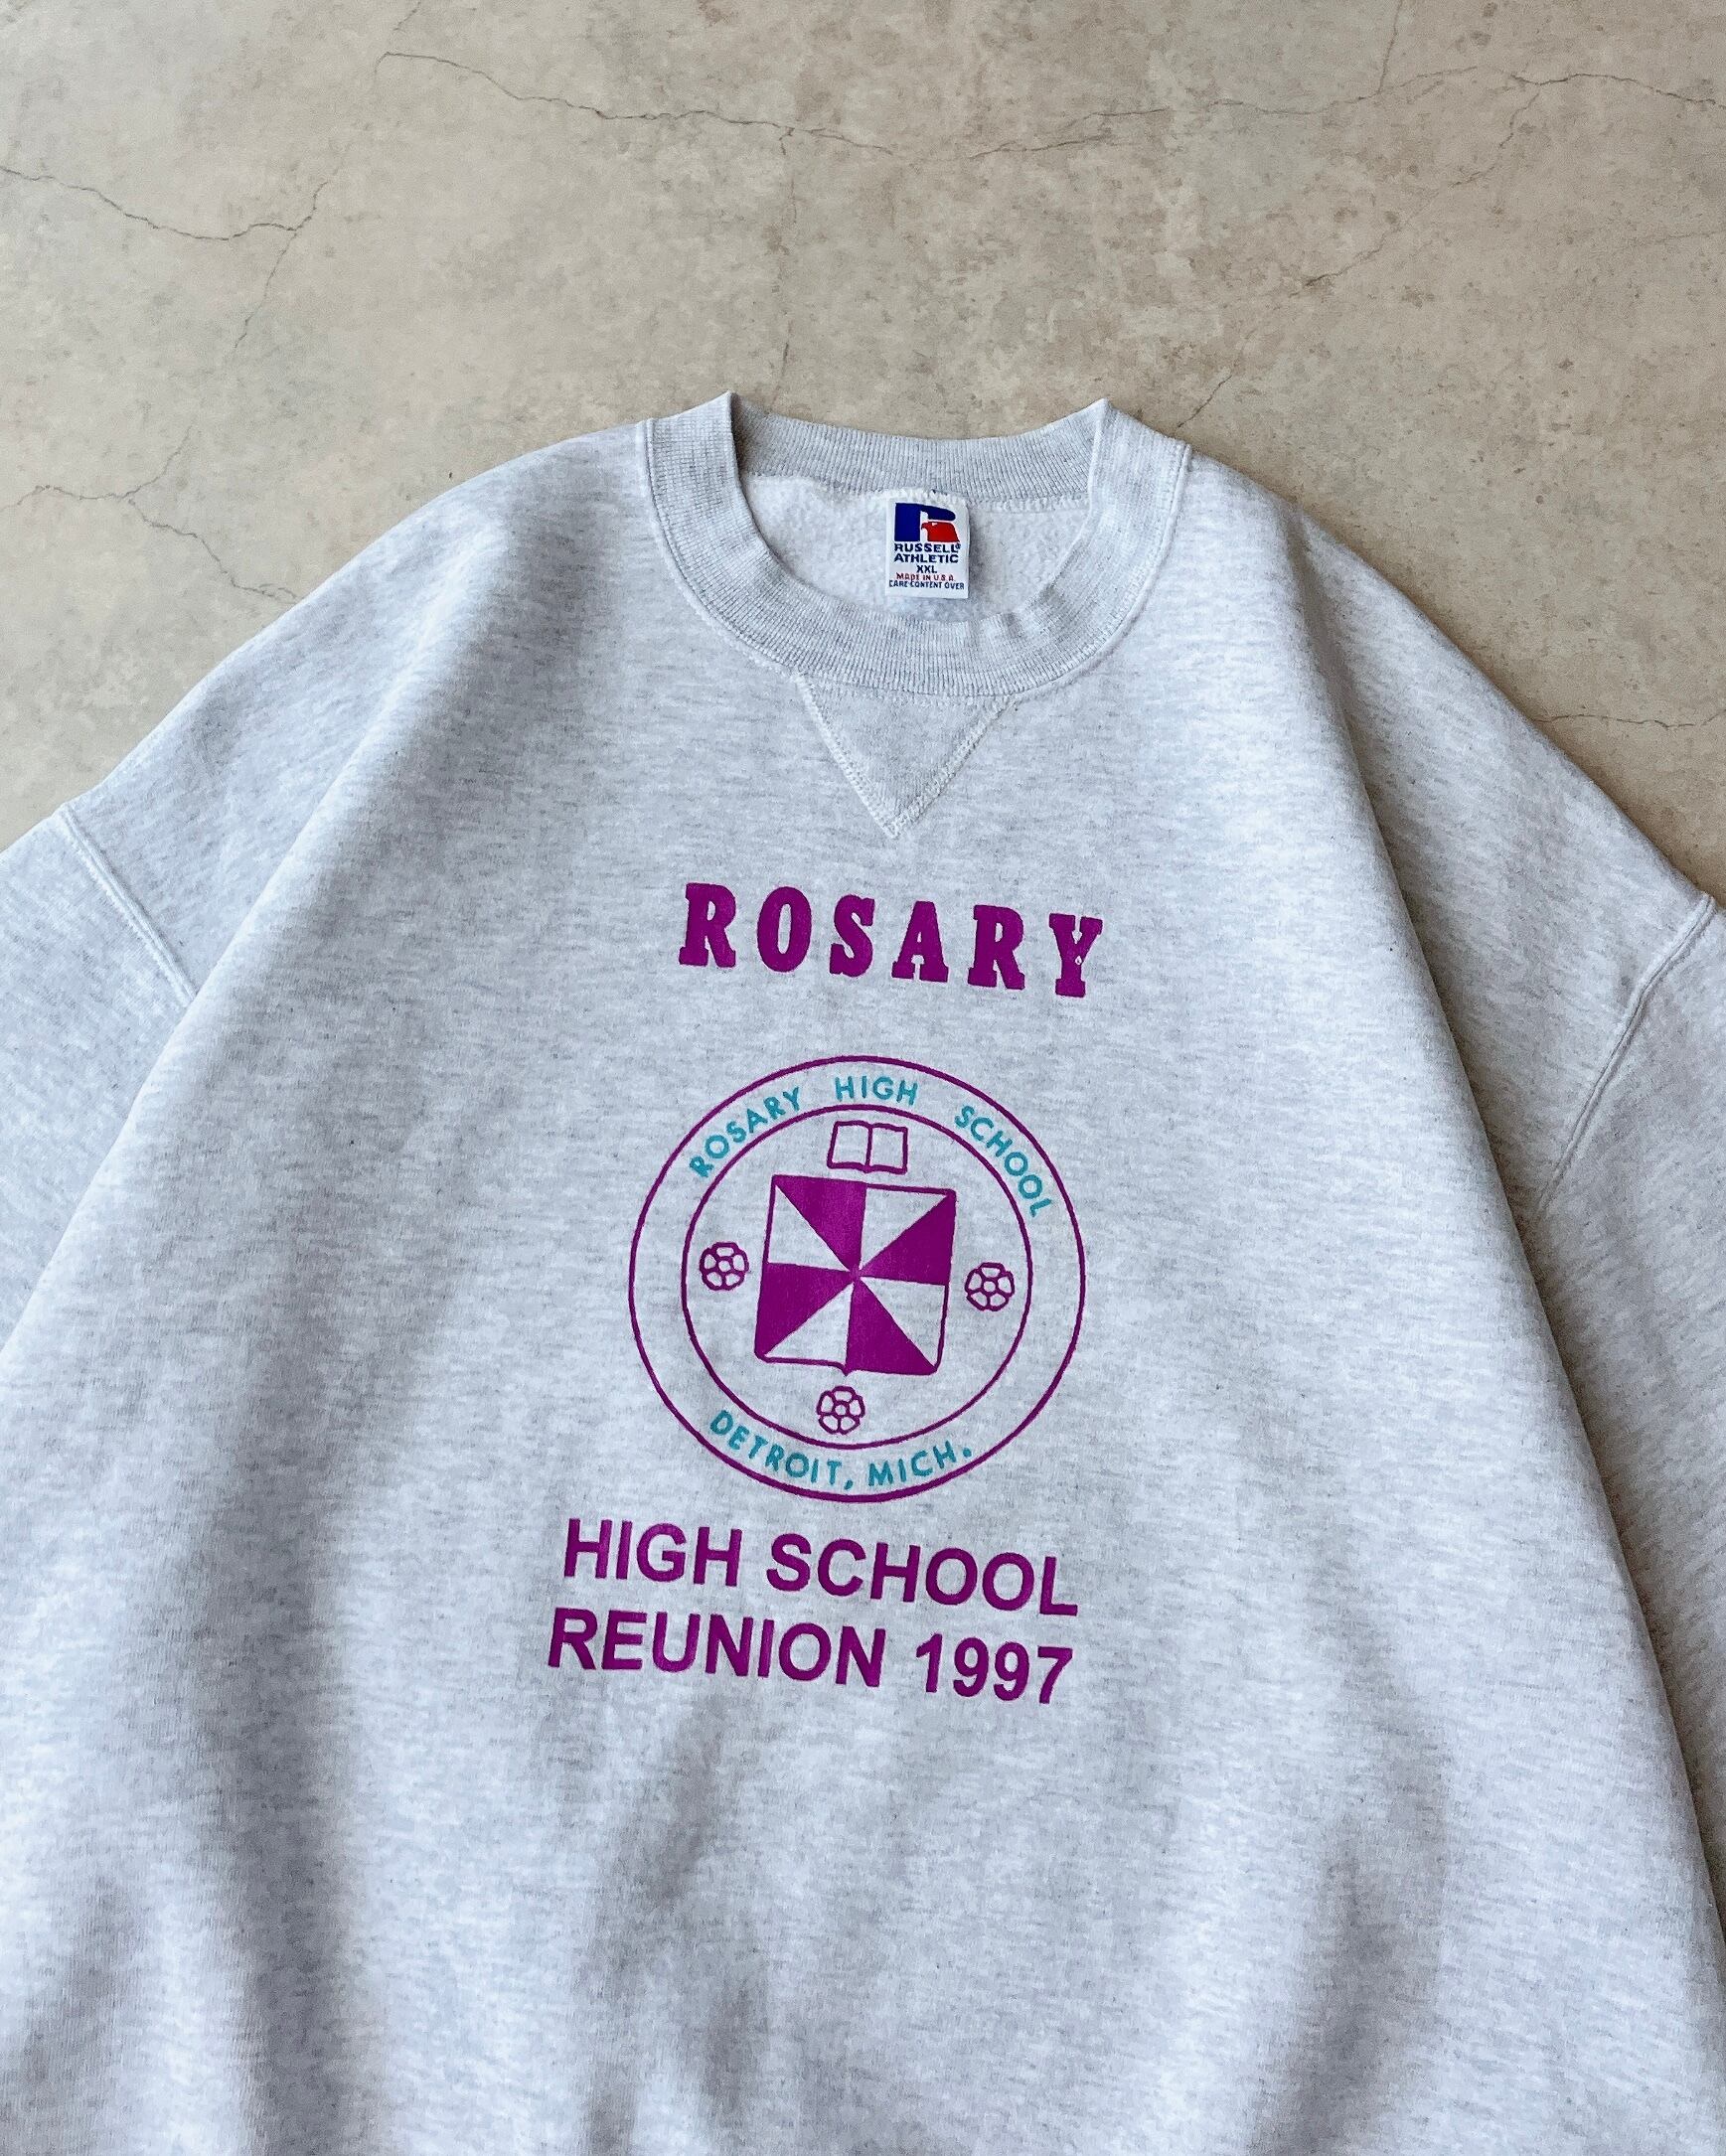 RUSSELL®
ATHLETIC
XXL
MADE IN U.S.A.
CARE-CONTENT OVER
ROSARY
ROSARY HIGH SCHOOL
DETROIT, MICH.
HIGH SCHOOL
REUNION 1997